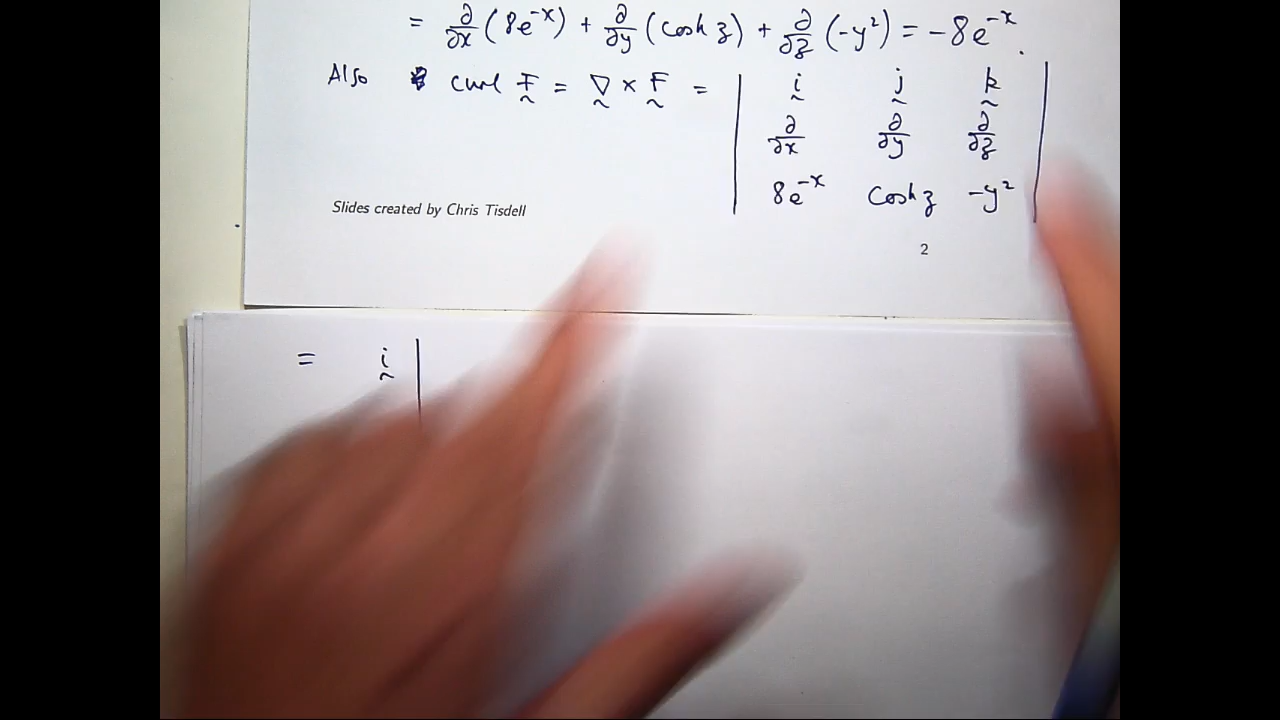 = ∂/∂x (8e^-x) + ∂/∂y (cosh z) + ∂/∂z (-y²) = -8e^-x.
Also curl F̰ = ∇̰ × F̰ = | ḭ j̰ k̰ |
∂/∂x ∂/∂y ∂/∂z
8e^-x cosh z -y²
Slides created by Chris Tisdell
2
= ḭ |